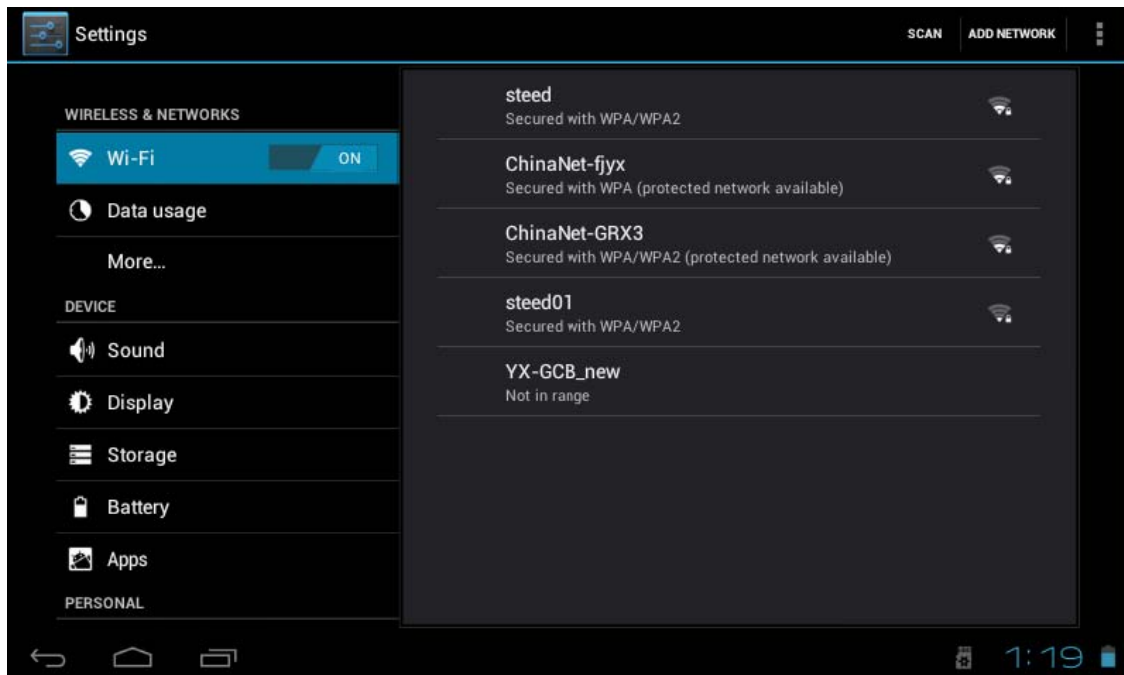 Settings
SCAN
ADD NETWORK
WIRELESS & NETWORKS
Wi-Fi
ON
Data usage
More...
DEVICE
Sound
Display
Storage
Battery
Apps
PERSONAL
steed
Secured with WPA/WPA2
ChinaNet-fjyx
Secured with WPA (protected network available)
ChinaNet-GRX3
Secured with WPA/WPA2 (protected network available)
steed01
Secured with WPA/WPA2
YX-GCB_new
Not in range
1:19